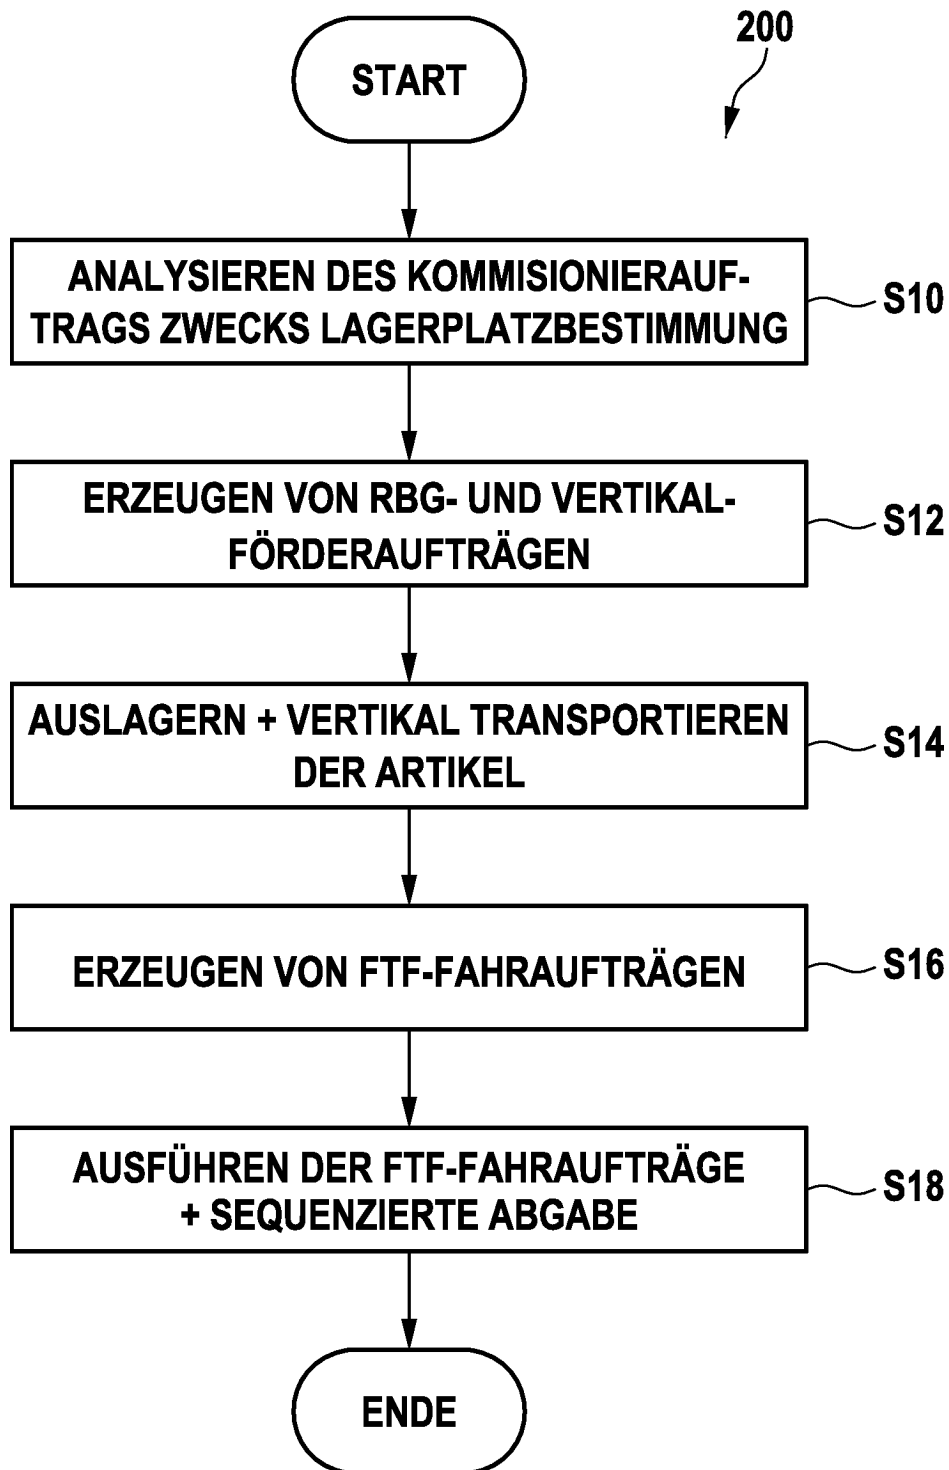 200
START
ANALYSIEREN DES KOMMISIONIERAUF-
TRAGS ZWECKS LAGERPLATZBESTIMMUNG
S10
ERZEUGEN VON RBG- UND VERTIKAL-
FÖRDERAUFTRÄGEN
S12
AUSLAGERN + VERTIKAL TRANSPORTIEREN
DER ARTIKEL
S14
ERZEUGEN VON FTF-FAHRAUFTRÄGEN
S16
AUSFÜHREN DER FTF-FAHRAUFTRÄGE
+ SEQUENZIERTE ABGABE
S18
ENDE